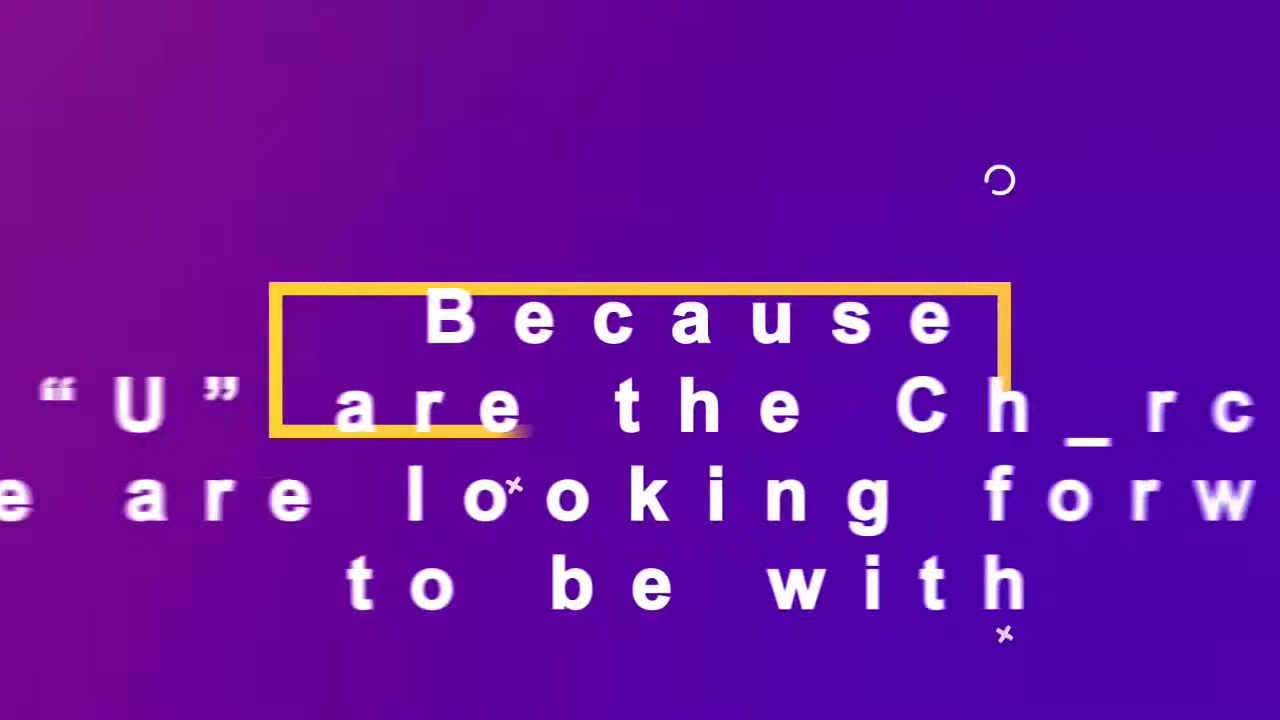 Because
“U” are the Ch_rc
e are looking forw
to be with